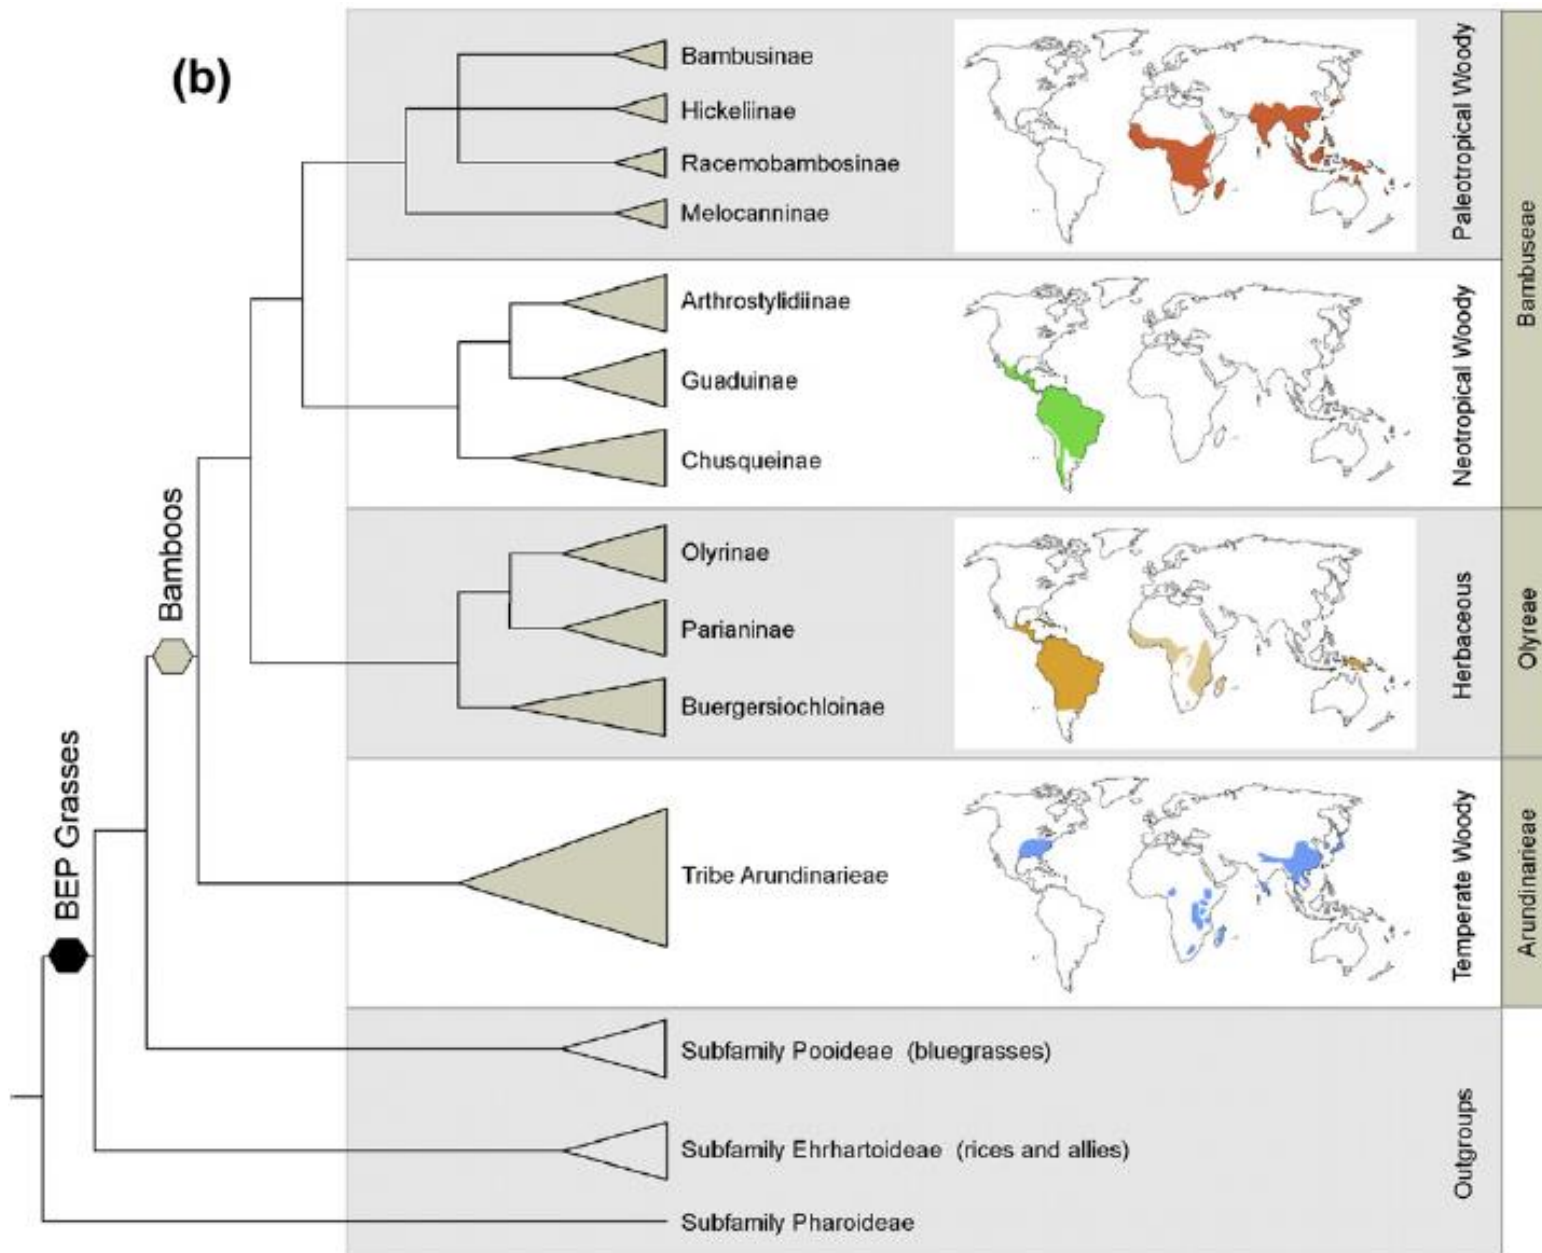 (b)
Bambusinae
Hickeliinae
Racemobambosinae
Melocanninae
Paleotropical Woody
Bambuseae
Arthrostylidiinae
Guaduinae
Chusqueinae
Neotropical Woody
Bamboos
Olyrinae
Parianinae
Buergersiochloinae
Herbaceous
Olyreae
BEP Grasses
Tribe Arundinarieae
Temperate Woody
Arundinarieae
Subfamily Pooideae (bluegrasses)
Subfamily Ehrhartoideae (rices and allies)
Subfamily Pharoideae
Outgroups